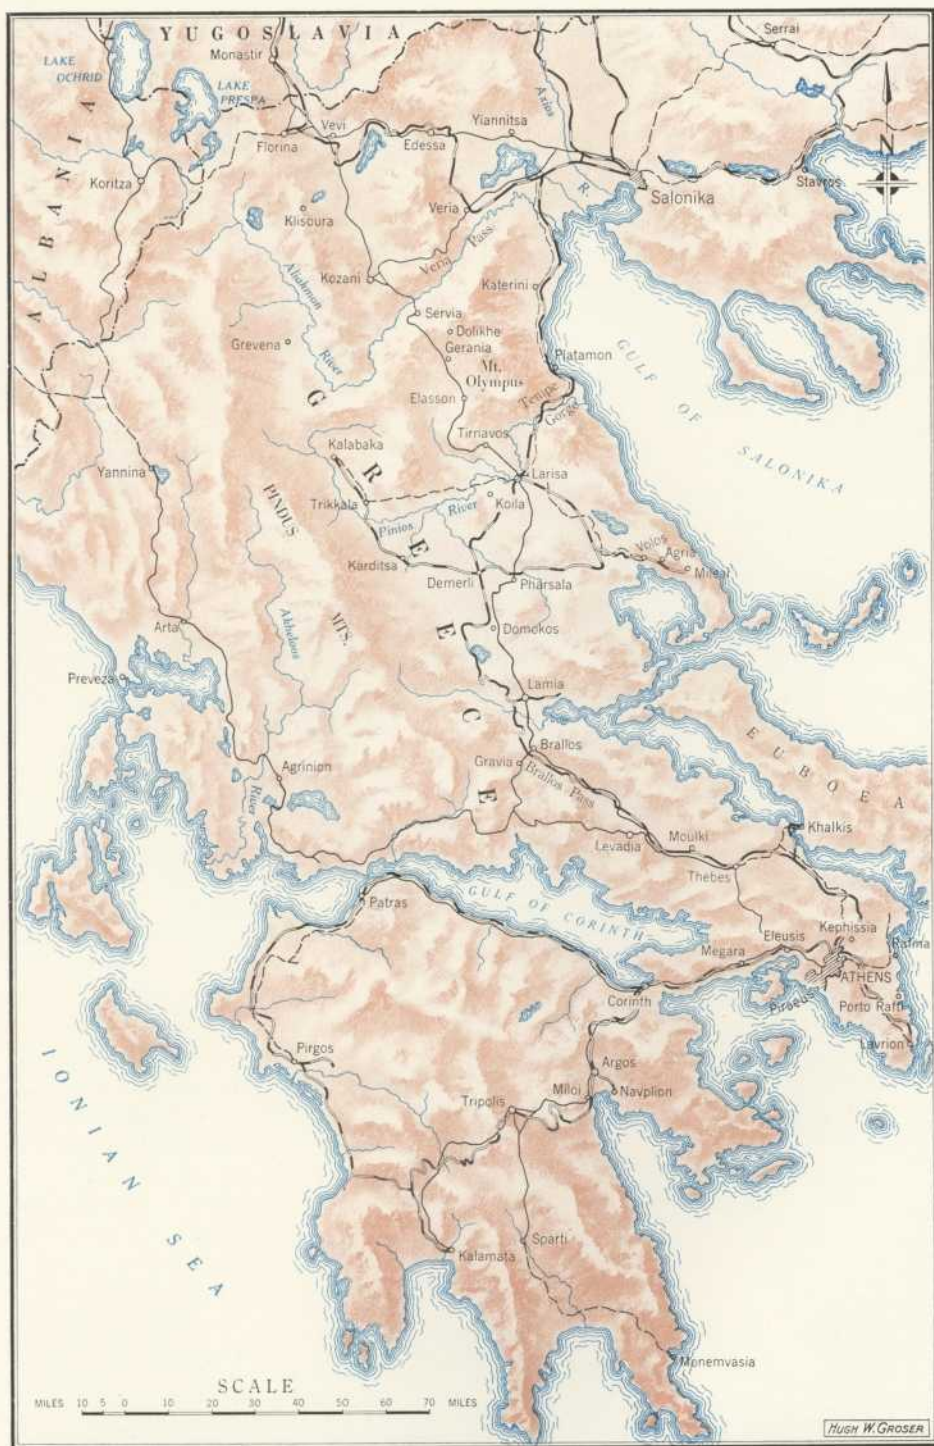 YUGOSLAVIA
Serrai
Monastir
LAKE
OCHRID
LAKE
PRESPA
Axios
R.
Vevi
Yiannitsa
Florina
Edessa
N
ALBANIA
Koritza
Stavros
Salonika
Klisoura
Veria
Veria Pass
Aliakmon
River
Kozani
Katerini
Servia
Dolikhe
Gerania
Grevena
Mt.
Olympus
Platamon
GULF
OF
SALONIKA
Elasson
Tempe
Gorge
GREECE
Tirnavos
Kalabaka
Yannina
Larisa
Trikkala
PINDUS
MTS.
Pinios River
Koila
Volos
Agria
Mileai
Karditsa
Demerli
Pharsala
Akheloos
River
Arta
Domokos
Preveza
Lamia
EUBOEA
Brallos
Gravia
Brallos Pass
Agrinion
Khalkis
Levadia
Moulki
Thebes
GULF OF CORINTH
Patras
Kephissia
Eleusis
Rafina
Megara
ATHENS
Piraeus
Corinth
Porto Rafti
Lavrion
Pirgos
Argos
Miloi
Navplion
Tripolis
IONIAN SEA
Sparti
Kalamata
Monemvasia
SCALE
MILES 10 5 0 10 20 30 40 50 60 70 MILES
HUGH W. GROSER